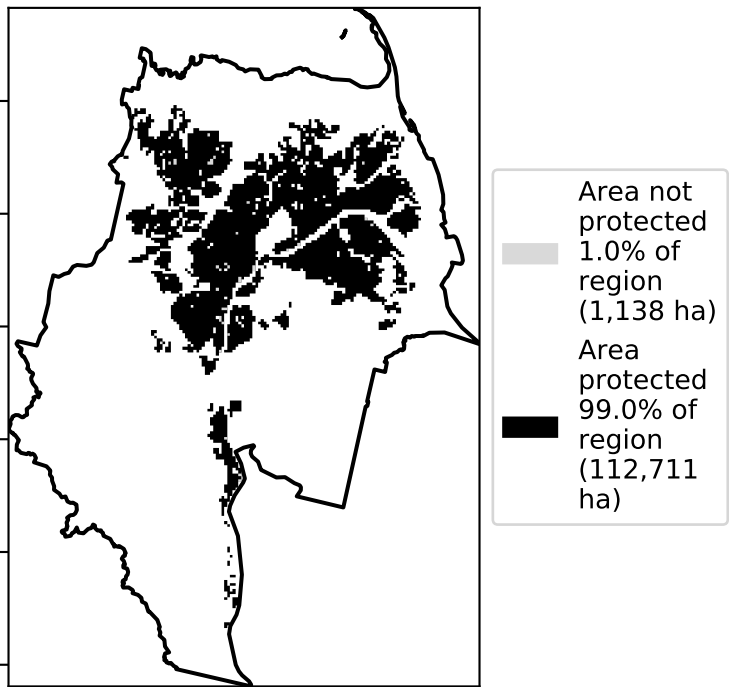 Area not
protected
1.0% of
region
(1,138 ha)
Area
protected
99.0% of
region
(112,711
ha)